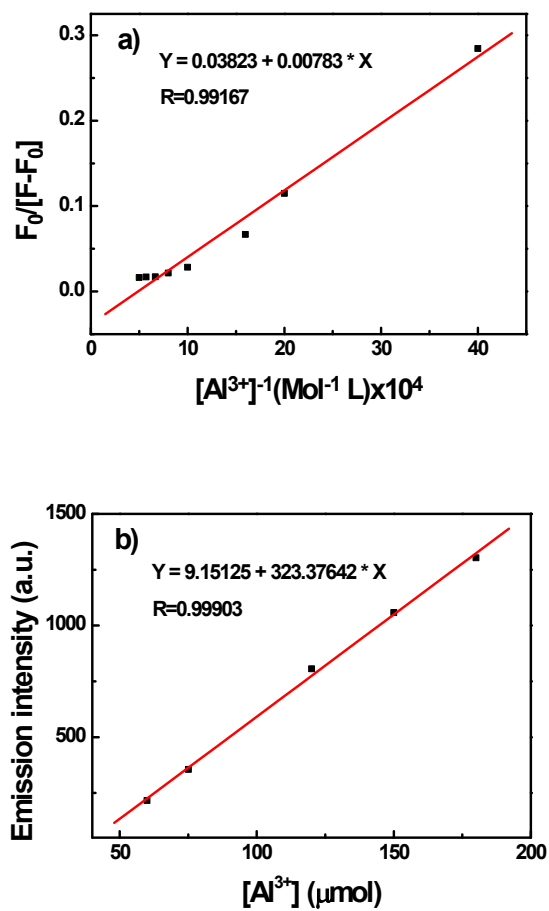 a)
Y = 0.03823 + 0.00783 * X
R=0.99167
0.3
0.2
0.1
0.0
F₀/[F-F₀]
0 10 20 30 40
[Al³⁺]⁻¹(Mol⁻¹ L)x10⁴
b)
Y = 9.15125 + 323.37642 * X
R=0.99903
1500
1000
500
Emission intensity (a.u.)
50 100 150 200
[Al³⁺] (μmol)